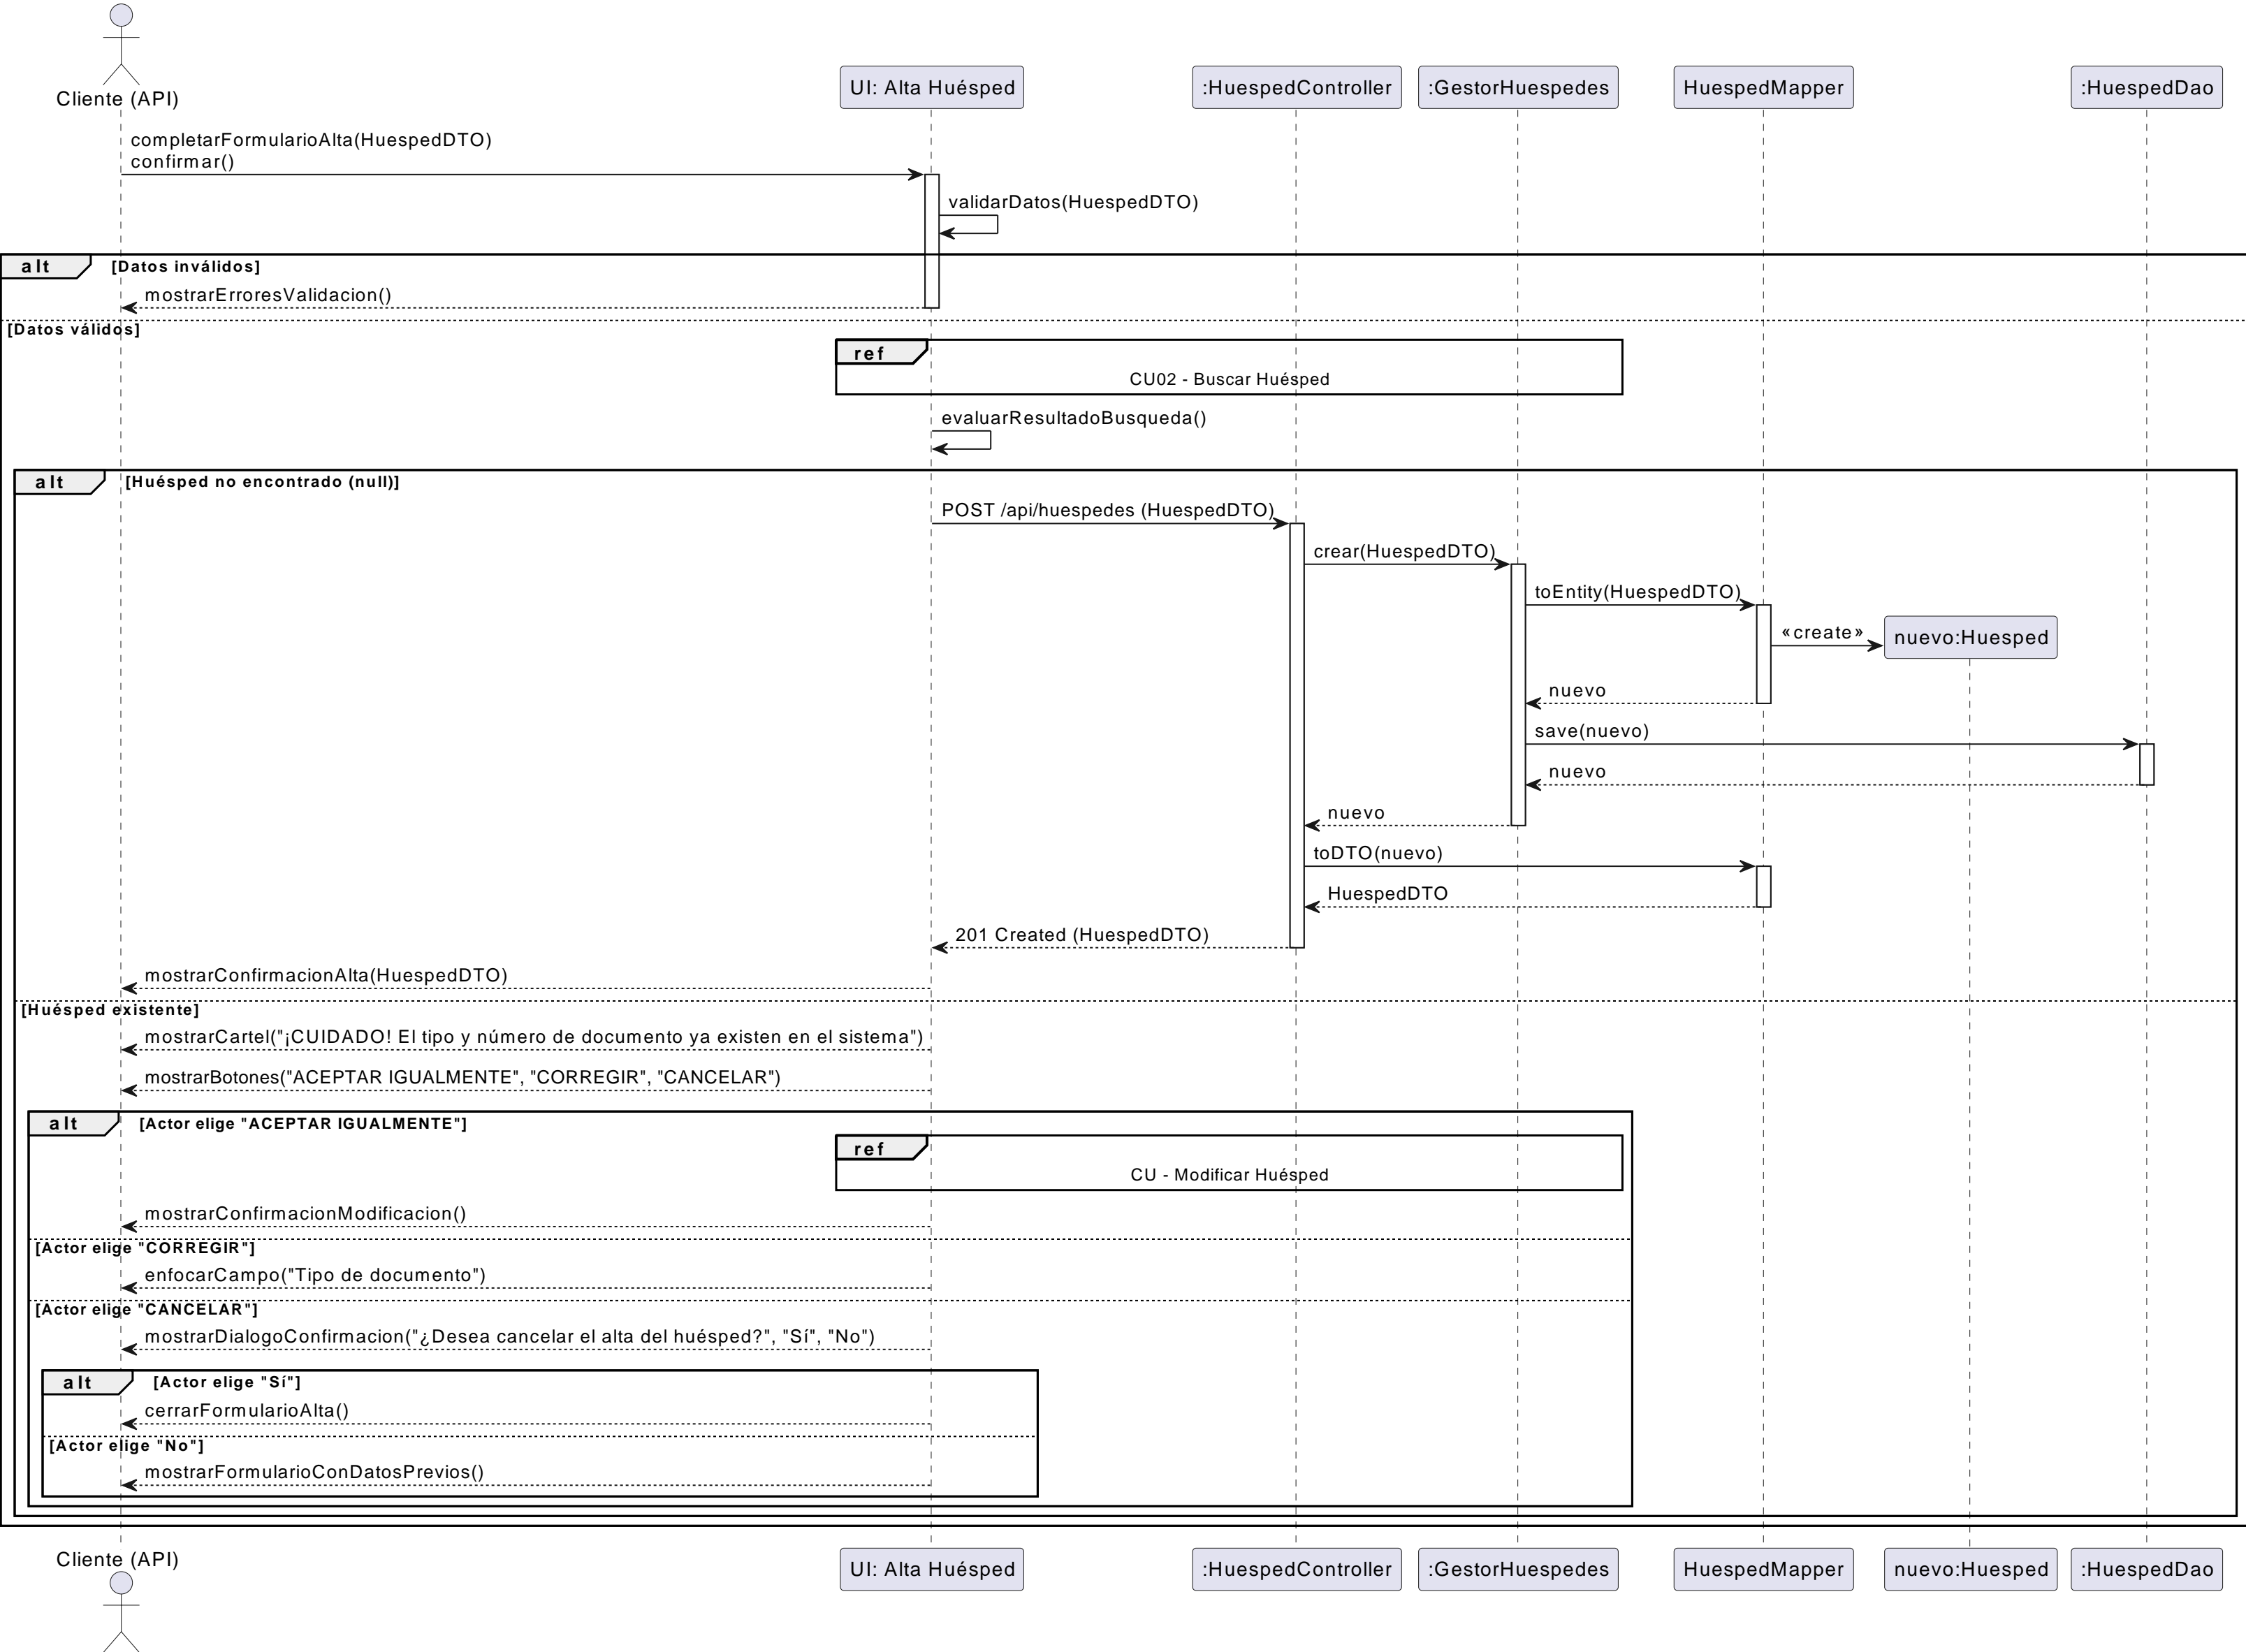 Cliente (API)
UI: Alta Huésped
:HuespedController
:GestorHuespedes
HuespedMapper
:HuespedDao
completarFormularioAlta(HuespedDTO)
confirmar()
validarDatos(HuespedDTO)
alt
[Datos inválidos]
mostrarErroresValidacion()
[Datos válidos]
ref
CU02 - Buscar Huésped
evaluarResultadoBusqueda()
alt
[Huésped no encontrado (null)]
POST /api/huespedes (HuespedDTO)
crear(HuespedDTO)
toEntity(HuespedDTO)
«create»
nuevo:Huesped
nuevo
save(nuevo)
nuevo
nuevo
toDTO(nuevo)
HuespedDTO
201 Created (HuespedDTO)
mostrarConfirmacionAlta(HuespedDTO)
[Huésped existente]
mostrarCartel("¡CUIDADO! El tipo y número de documento ya existen en el sistema")
mostrarBotones("ACEPTAR IGUALMENTE", "CORREGIR", "CANCELAR")
alt
[Actor elige "ACEPTAR IGUALMENTE"]
ref
CU - Modificar Huésped
mostrarConfirmacionModificacion()
[Actor elige "CORREGIR"]
enfocarCampo("Tipo de documento")
[Actor elige "CANCELAR"]
mostrarDialogoConfirmacion("¿Desea cancelar el alta del huésped?", "Sí", "No")
alt
[Actor elige "Sí"]
cerrarFormularioAlta()
[Actor elige "No"]
mostrarFormularioConDatosPrevios()
Cliente (API)
UI: Alta Huésped
:HuespedController
:GestorHuespedes
HuespedMapper
nuevo:Huesped
:HuespedDao